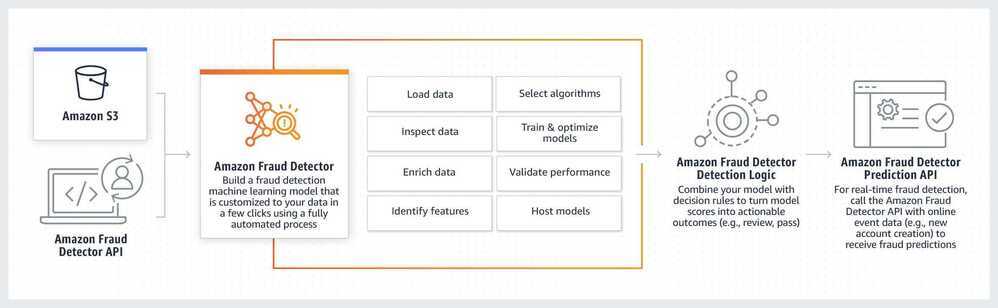 Amazon S3
Amazon Fraud
Detector API
Amazon Fraud Detector
Build a fraud detection
machine learning model that
is customized to your data in
a few clicks using a fully
automated process
Load data
Select algorithms
Inspect data
Train & optimize
models
Enrich data
Validate performance
Identify features
Host models
Amazon Fraud Detector
Detection Logic
Combine your model with
decision rules to turn model
scores into actionable
outcomes (e.g., review, pass)
Amazon Fraud Detector
Prediction API
For real-time fraud detection,
call the Amazon Fraud
Detector API with online
event data (e.g., new
account creation) to
receive fraud predictions